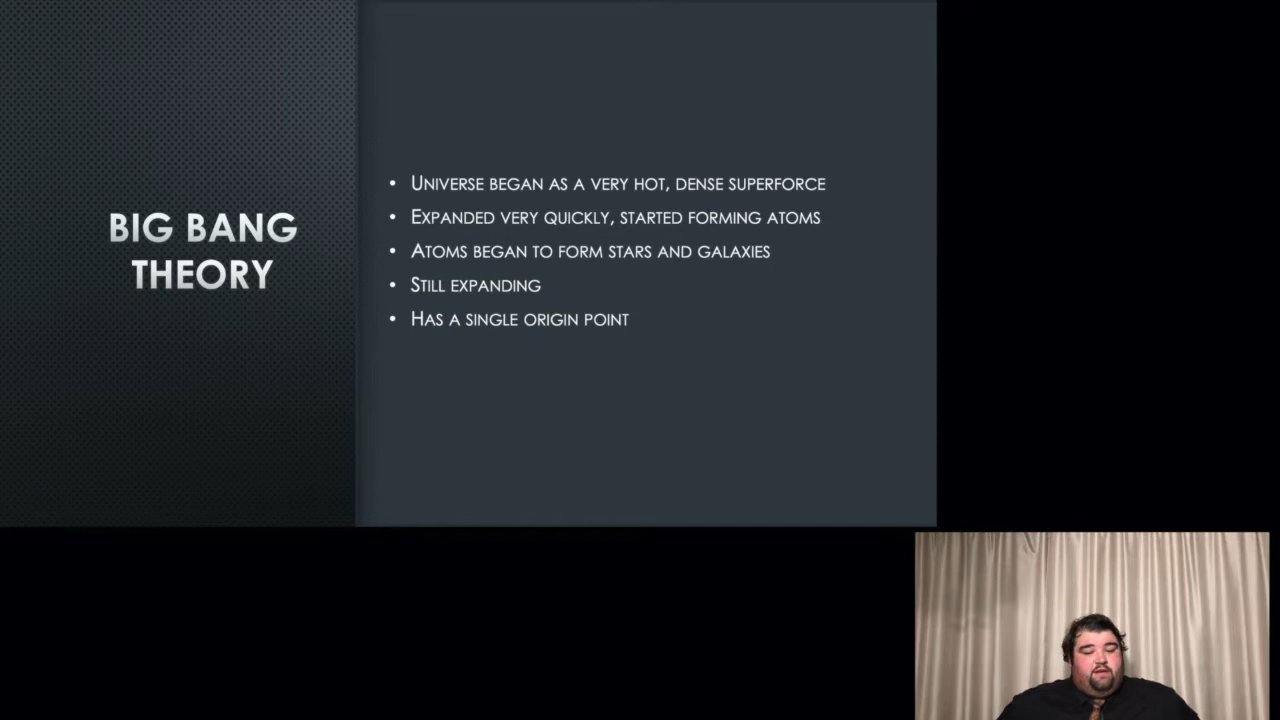 BIG BANG
THEORY
• UNIVERSE BEGAN AS A VERY HOT, DENSE SUPERFORCE
• EXPANDED VERY QUICKLY, STARTED FORMING ATOMS
• ATOMS BEGAN TO FORM STARS AND GALAXIES
• STILL EXPANDING
• HAS A SINGLE ORIGIN POINT